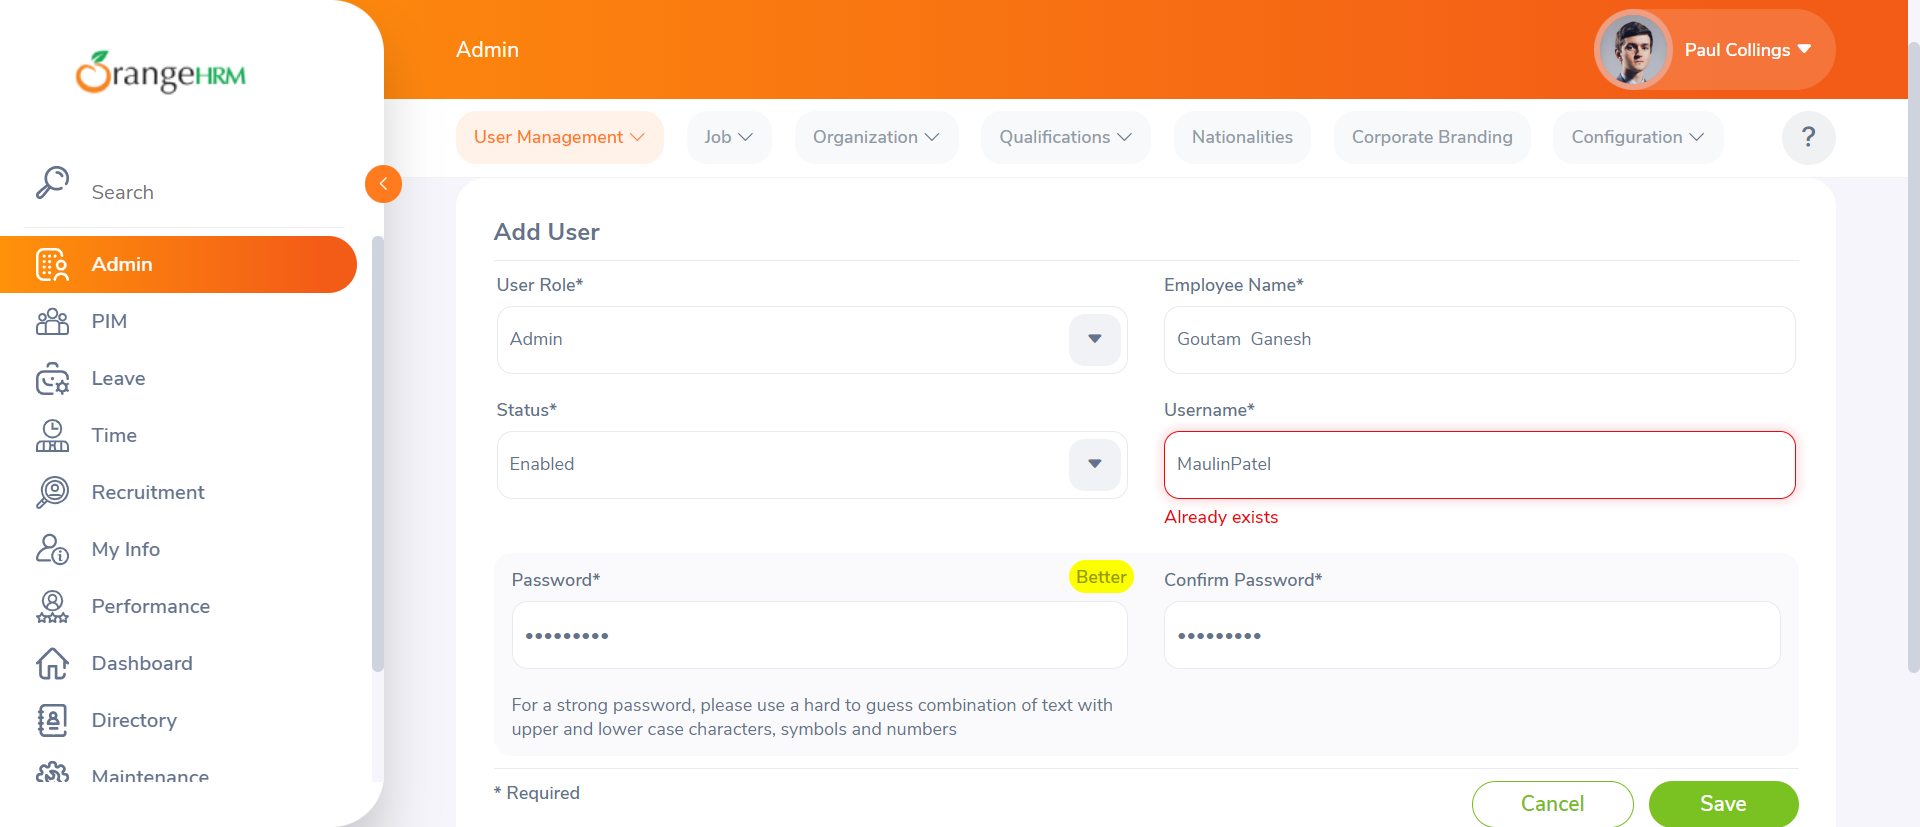 OrangeHRM
Admin
Paul Collings
User Management
Job
Organization
Qualifications
Nationalities
Corporate Branding
Configuration
?
Search
Admin
PIM
Leave
Time
Recruitment
My Info
Performance
Dashboard
Directory
Maintenance
Add User
User Role*
Employee Name*
Admin
Goutam  Ganesh
Status*
Username*
Enabled
MaulinPatel
Already exists
Password*
Better
Confirm Password*
•••••••••
•••••••••
For a strong password, please use a hard to guess combination of text with
upper and lower case characters, symbols and numbers
* Required
Cancel
Save